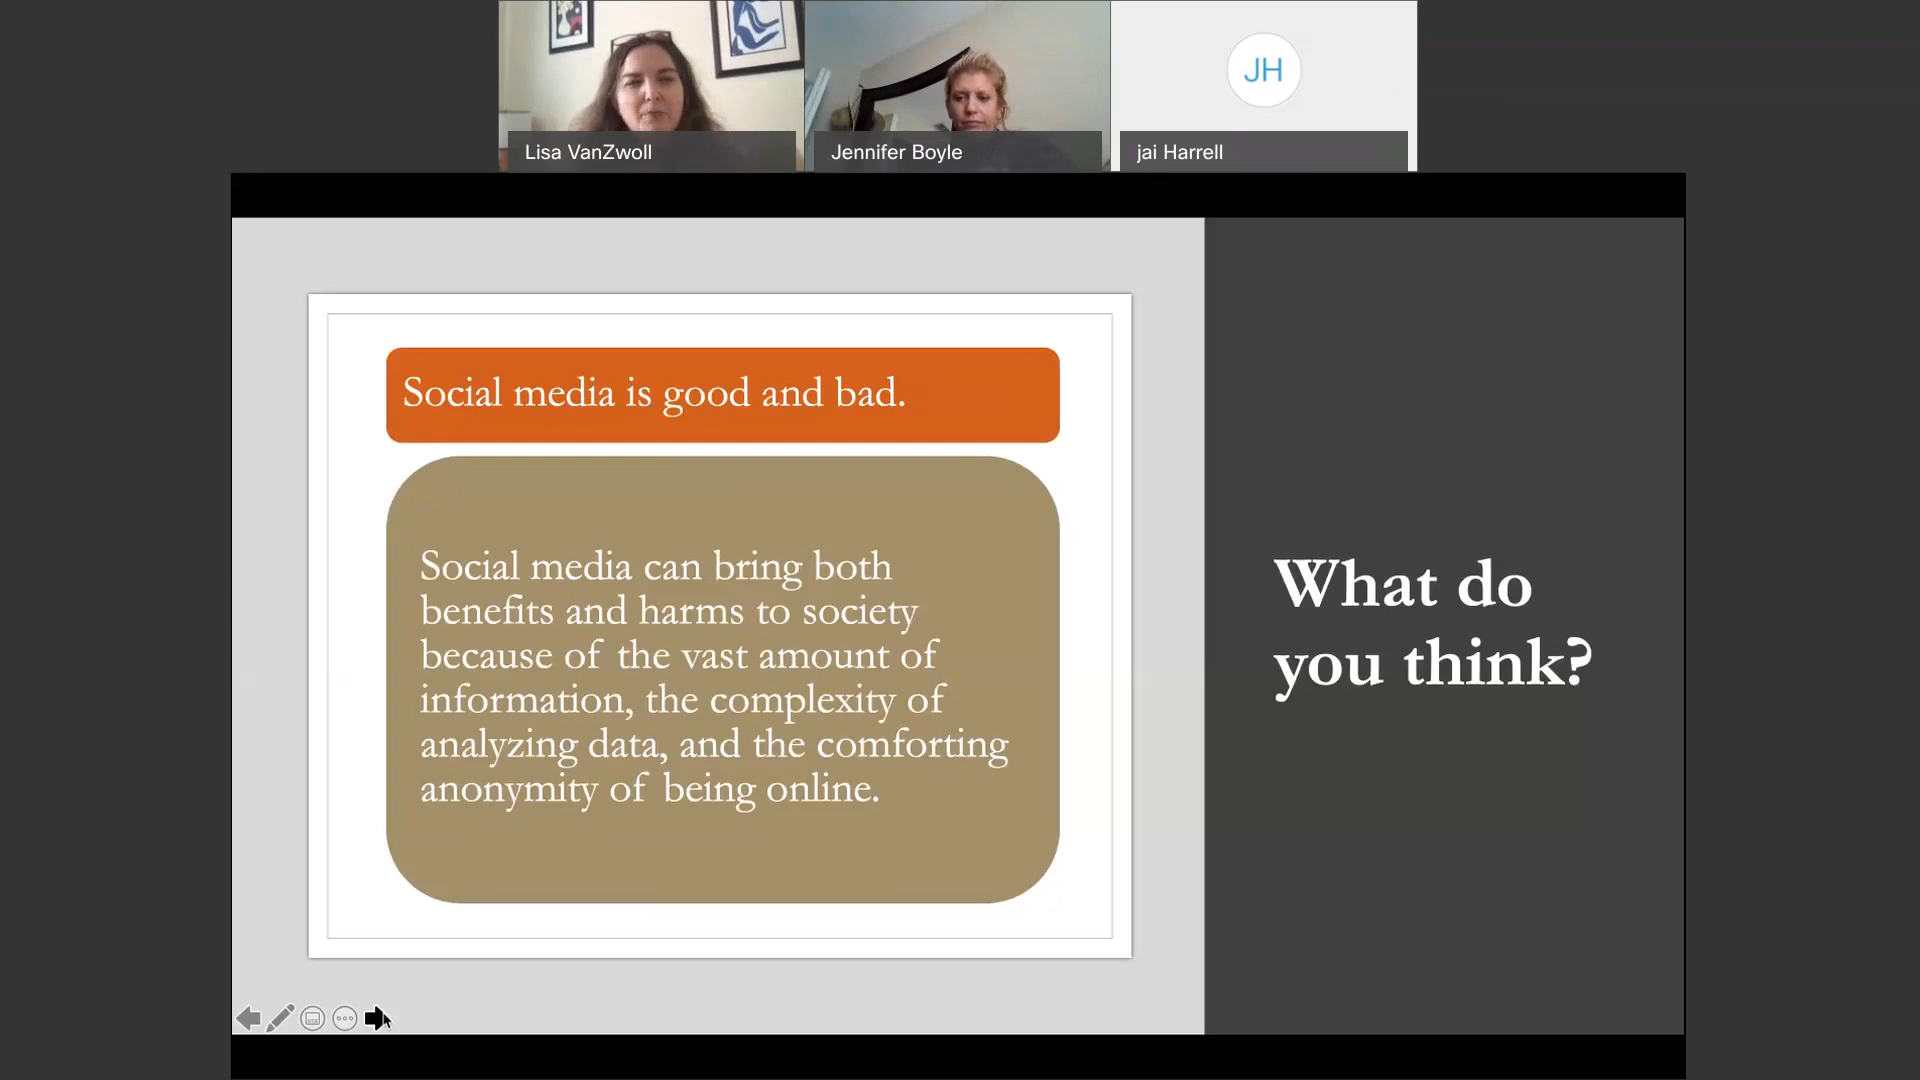 JH
Lisa VanZwoll
Jennifer Boyle
jai Harrell
Social media is good and bad.
Social media can bring both
benefits and harms to society
because of the vast amount of
information, the complexity of
analyzing data, and the comforting
anonymity of being online.
What do
you think?